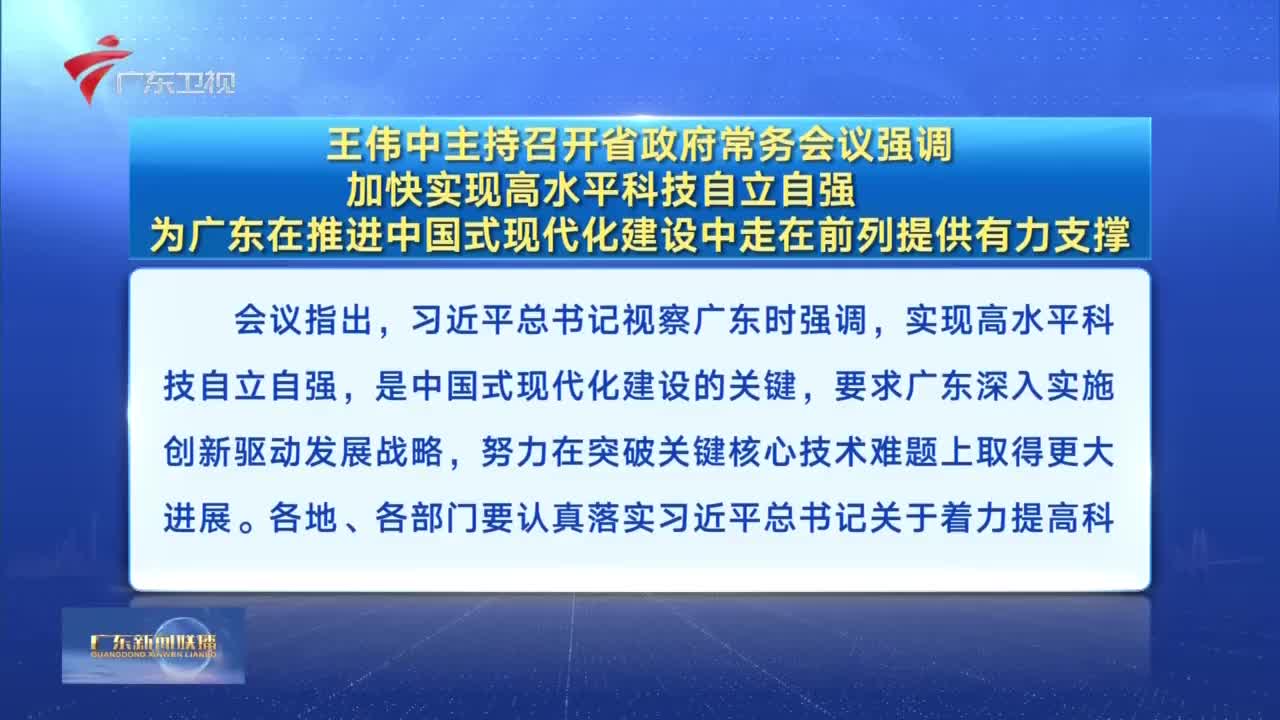 广东卫视
王伟中主持召开省政府常务会议强调
加快实现高水平科技自立自强
为广东在推进中国式现代化建设中走在前列提供有力支撑
会议指出，习近平总书记视察广东时强调，实现高水平科
技自立自强，是中国式现代化建设的关键，要求广东深入实施
创新驱动发展战略，努力在突破关键核心技术难题上取得更大
进展。各地、各部门要认真落实习近平总书记关于着力提高科
广东新闻联播
GUANGDONG XINWEN LIANBO